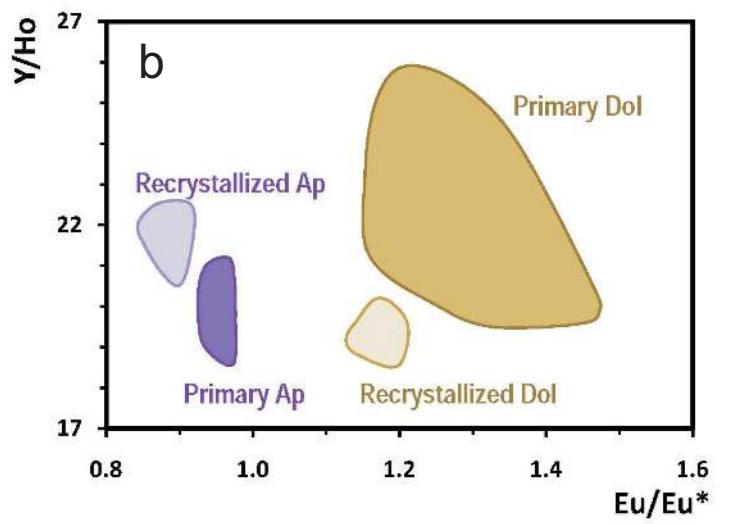 27
Y/Ho
b
Primary Dol
Recrystallized Ap
22
Primary Ap
Recrystallized Dol
17
0.8
1.0
1.2
1.4
1.6
Eu/Eu*